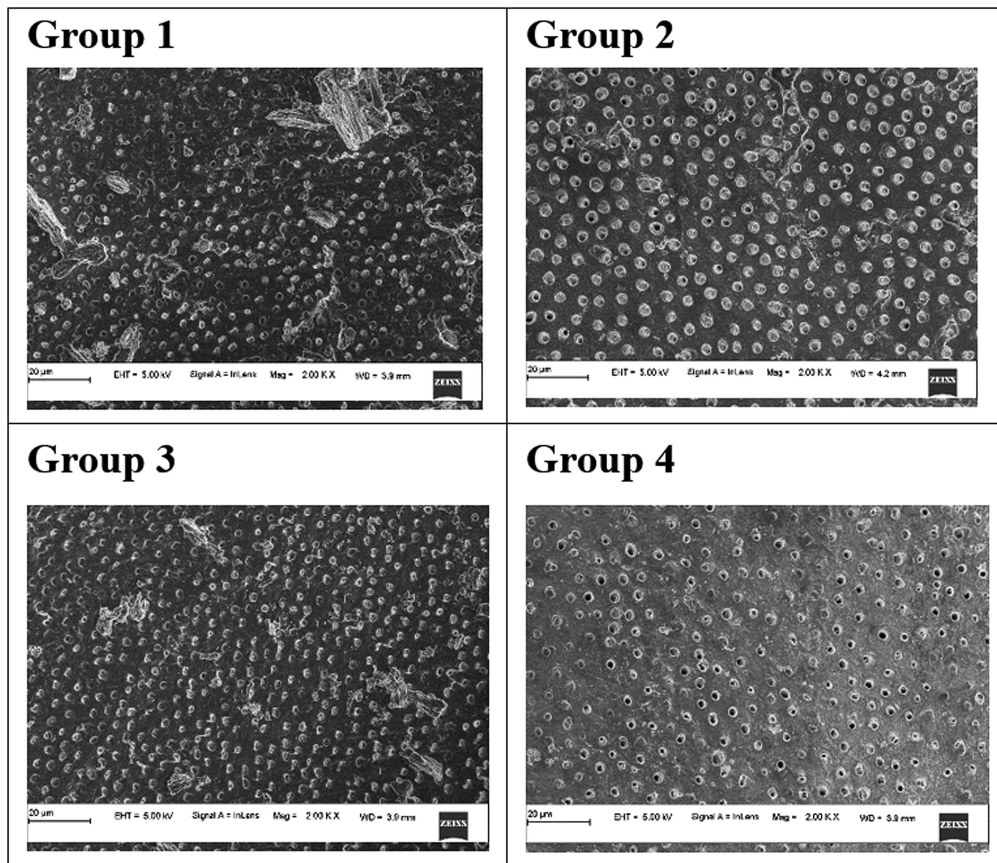 Group 1
Group 2
20 µm EHT = 5.00 kV Signal A = InLens Mag = 2.00 K X WD = 3.9 mm ZEISS
20 µm EHT = 5.00 kV Signal A = InLens Mag = 2.00 K X WD = 4.2 mm ZEISS
Group 3
Group 4
20 µm EHT = 5.00 kV Signal A = InLens Mag = 2.00 K X WD = 3.9 mm ZEISS
20 µm EHT = 5.00 kV Signal A = InLens Mag = 2.00 K X WD = 3.8 mm ZEISS